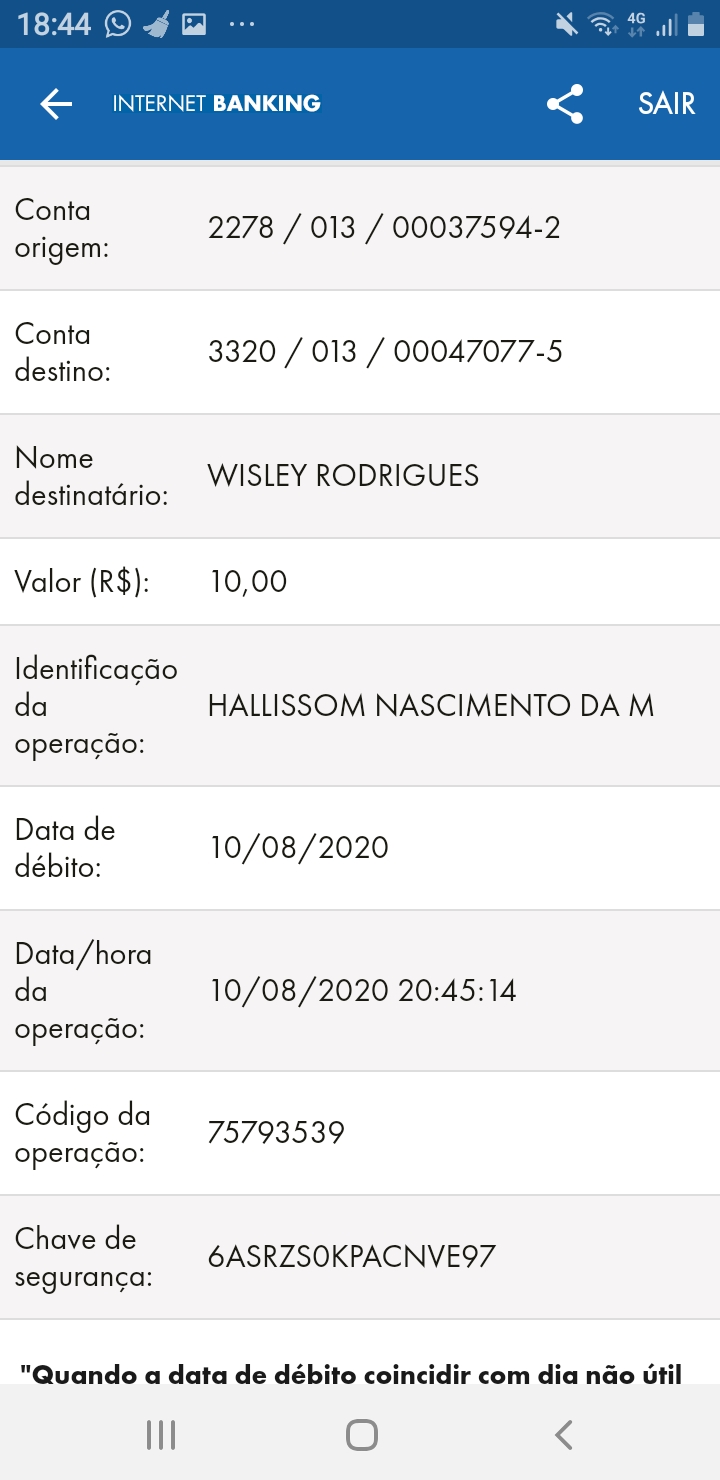 18:44 4G
INTERNET BANKING SAIR
Conta
origem:
2278 / 013 / 00037594-2
Conta
destino:
3320 / 013 / 00047077-5
Nome
destinatário:
WISLEY RODRIGUES
Valor (R$): 10,00
Identificação
da
operação:
HALLISSOM NASCIMENTO DA M
Data de
débito:
10/08/2020
Data/hora
da
operação:
10/08/2020 20:45:14
Código da
operação:
75793539
Chave de
segurança:
6ASRZS0KPACNVE97
"Quando a data de débito coincidir com dia não útil